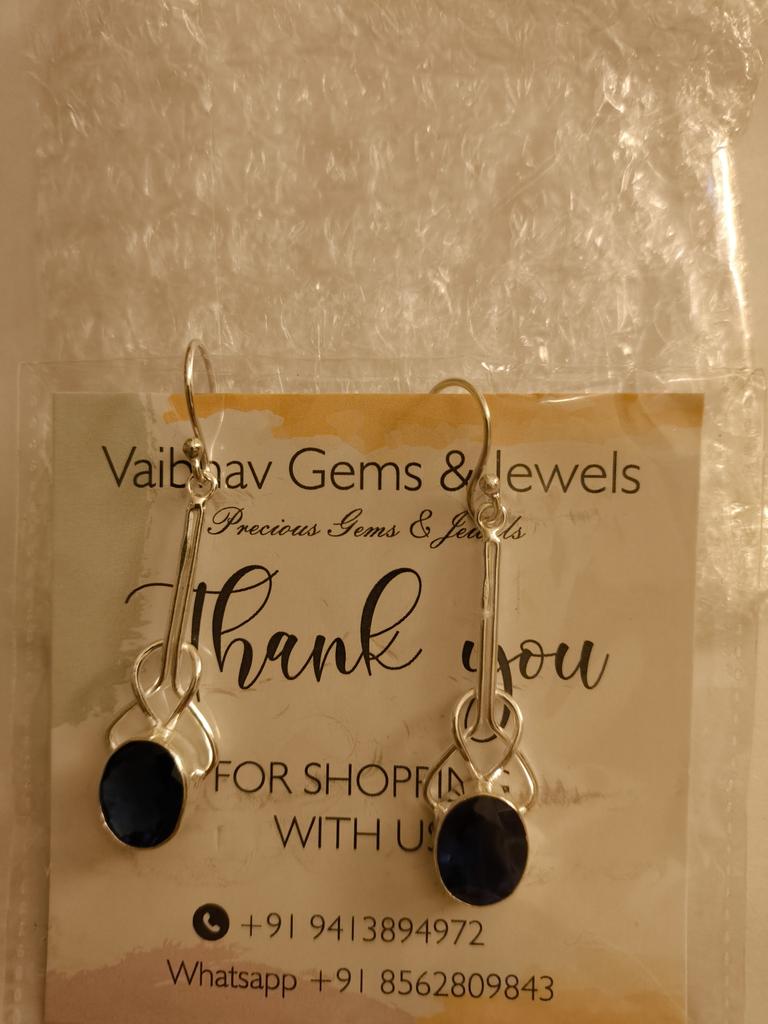 Vaibhav Gems & Jewels
Precious Gems & Jewels
Thank you
FOR SHOPPING
WITH US
+91 9413894972
Whatsapp +91 8562809843